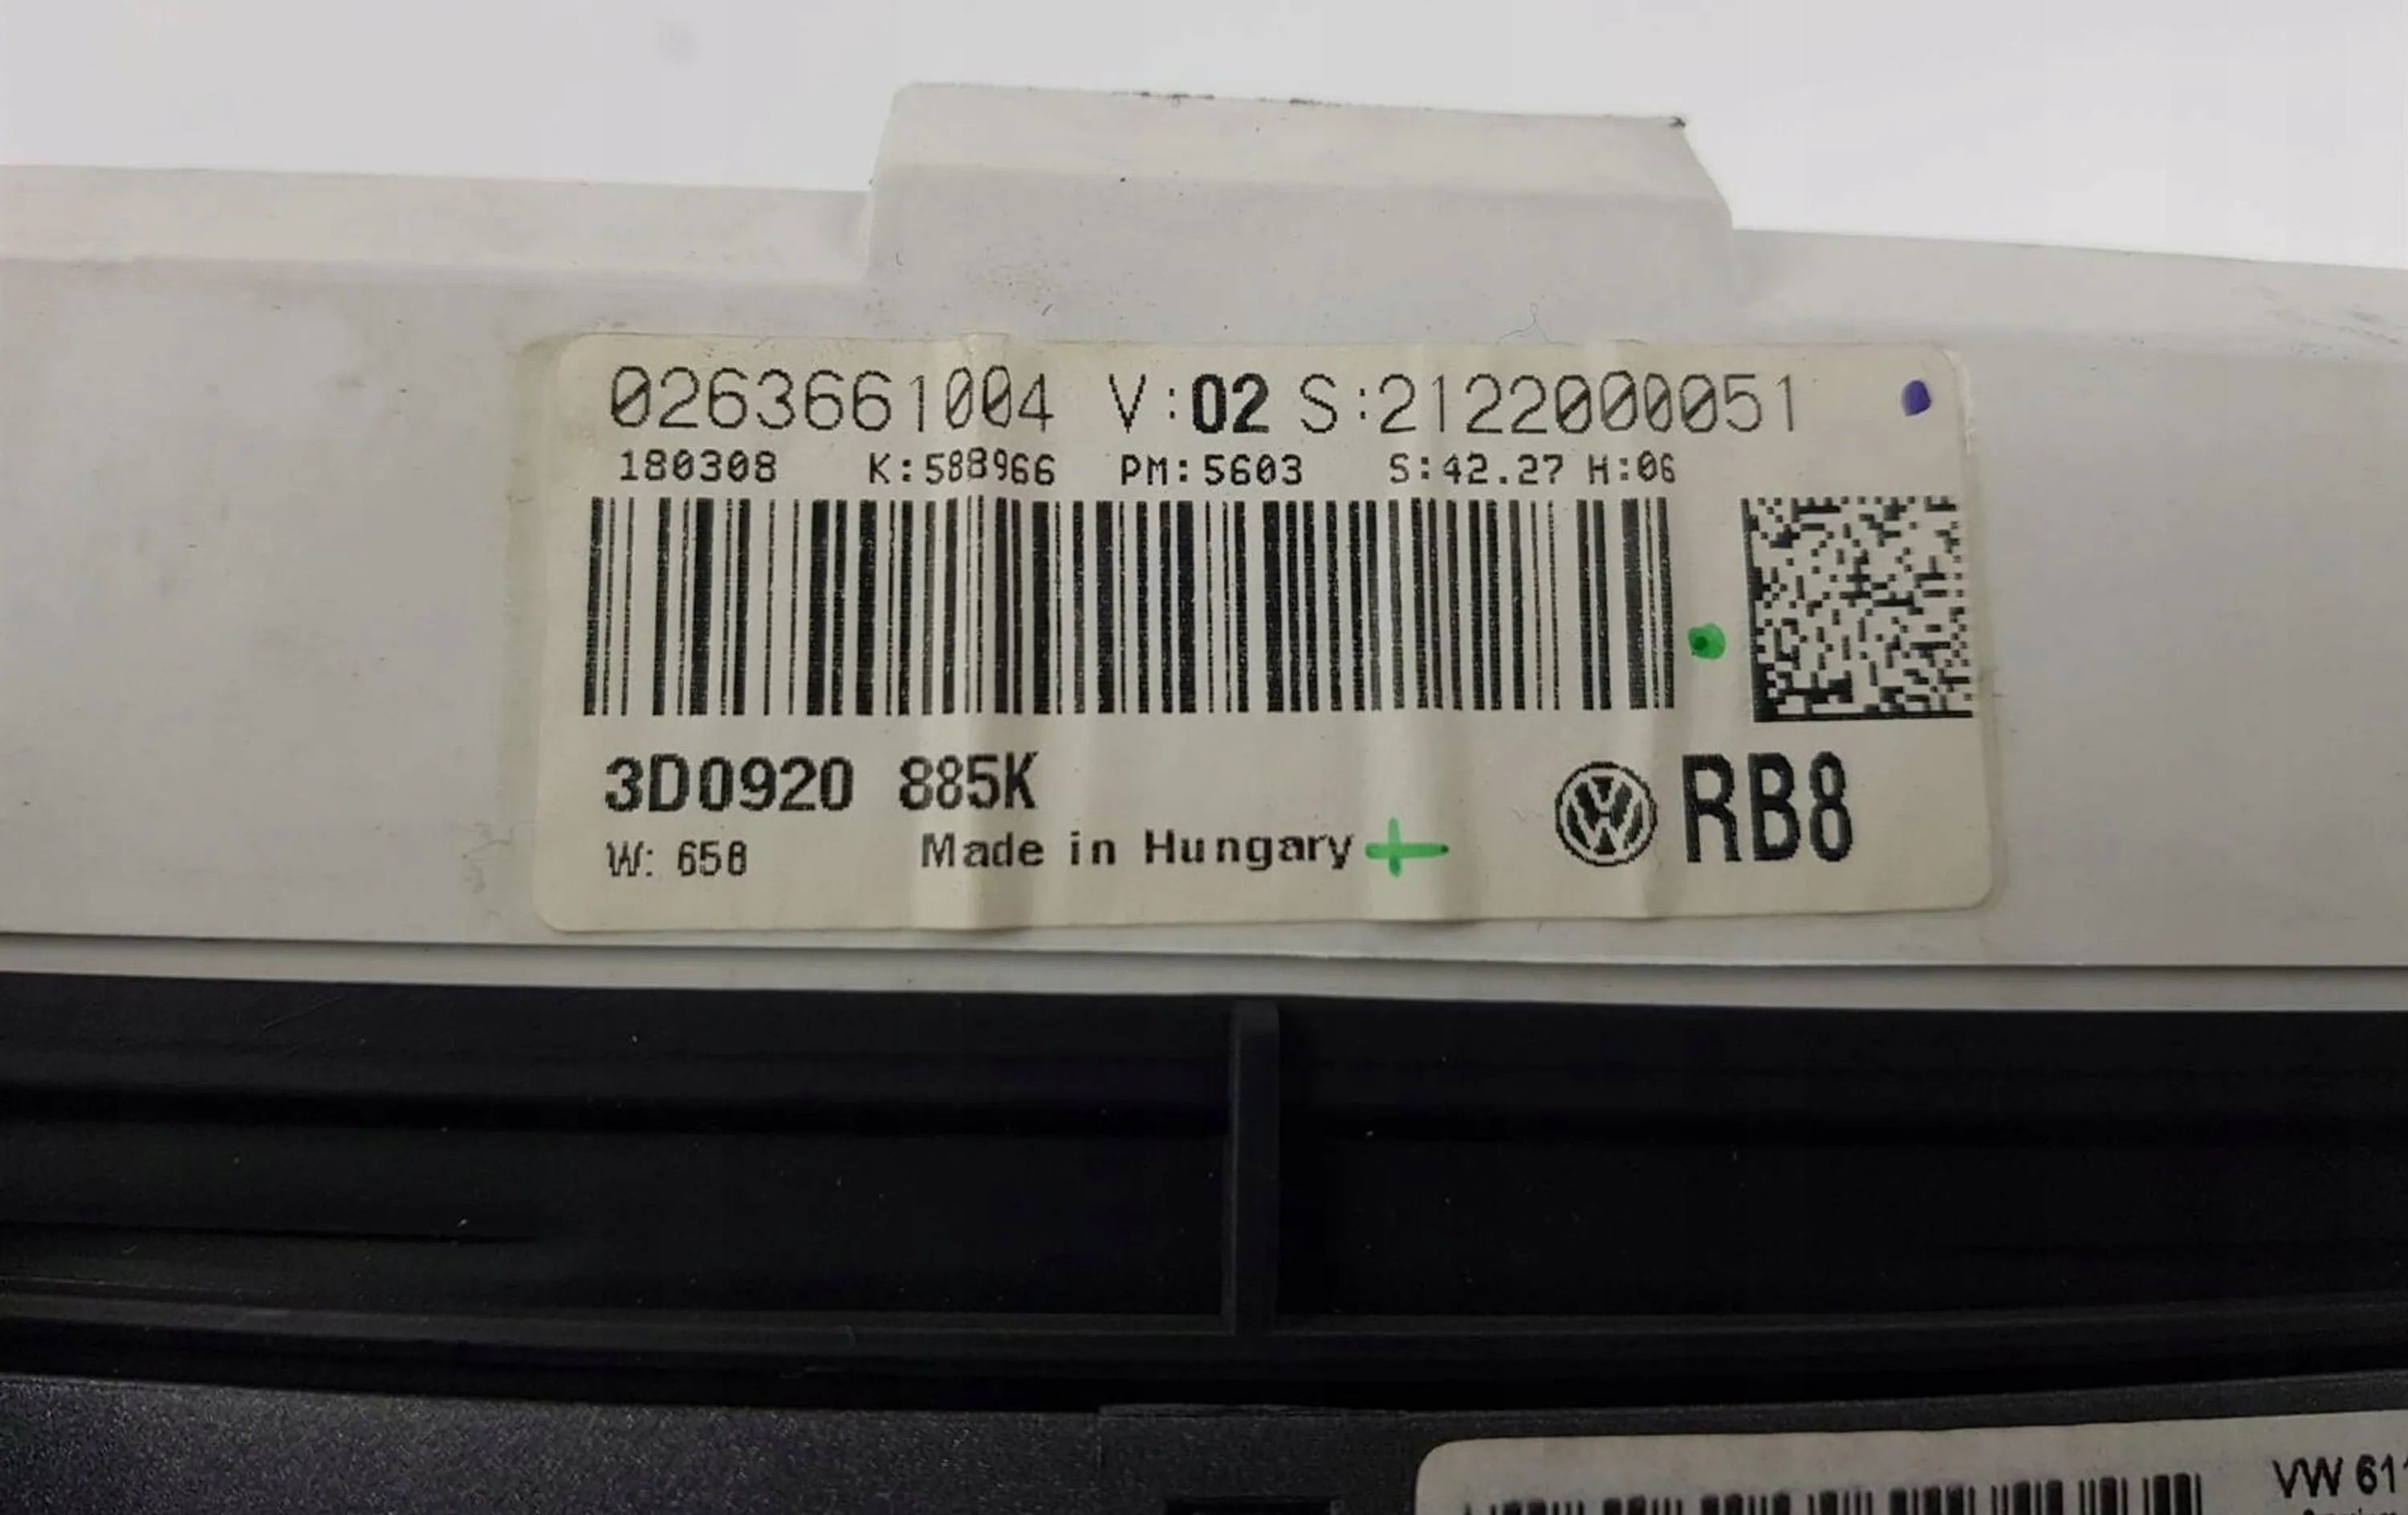 0263661004 V:02 S:2122000051
180308 K:588966 PM:5603 S:42.27 H:06
3D0920 885K
W: 658 Made in Hungary
RB8
VW 61